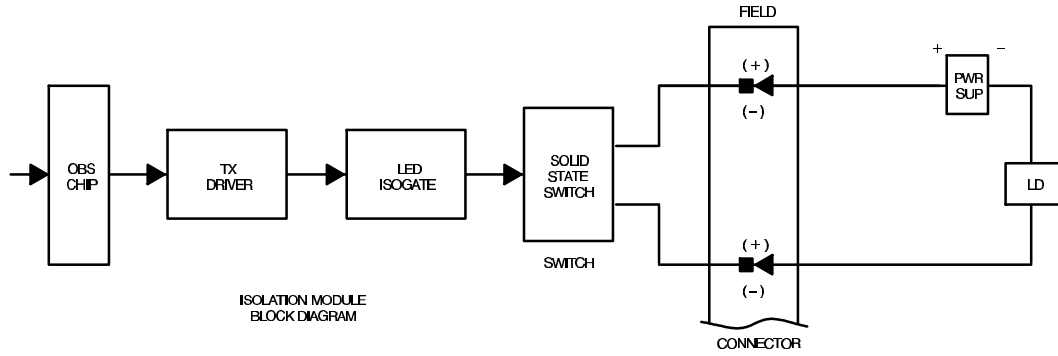 FIELD
+ -
(+)
PWR
SUP
(-)
OBS
CHIP
TX
DRIVER
LED
ISOGATE
SOLID
STATE
SWITCH
LD
(+)
SWITCH
(-)
ISOLATION MODULE
BLOCK DIAGRAM
CONNECTOR